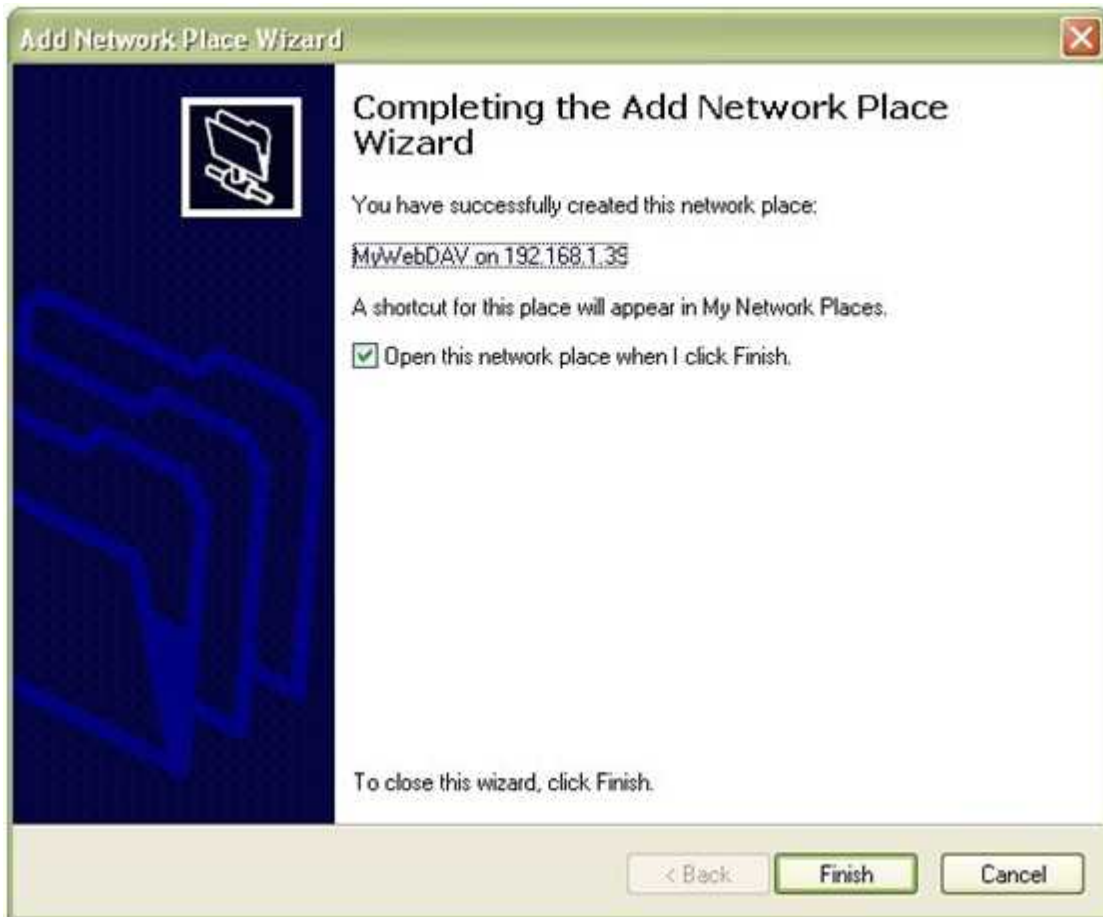 Add Network Place Wizard
Completing the Add Network Place
Wizard
You have successfully created this network place:
MyWebDAV on 192.168.1.39
A shortcut for this place will appear in My Network Places.
Open this network place when I click Finish.
To close this wizard, click Finish.
< Back
Finish
Cancel